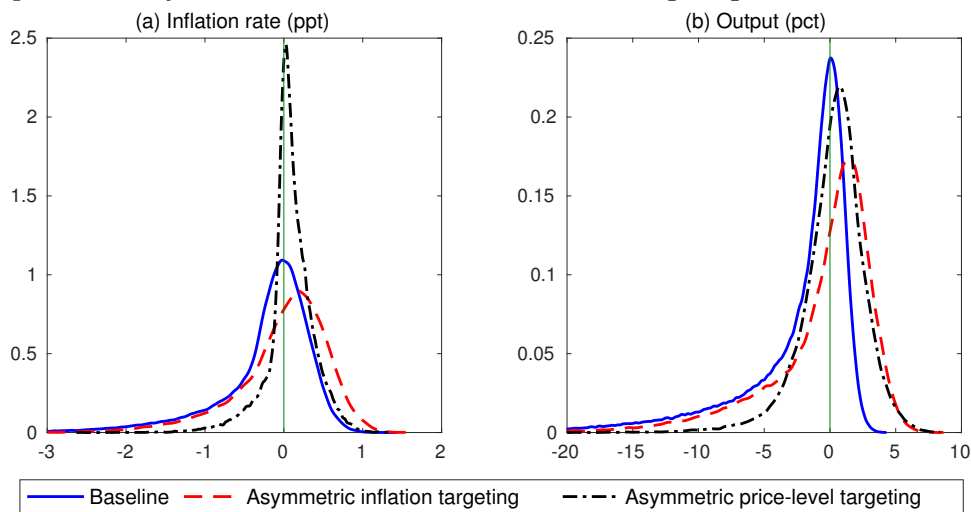 (a) Inflation rate (ppt)
(b) Output (pct)
2.5
2
1.5
1
0.5
0
-3 -2 -1 0 1 2
0.25
0.2
0.15
0.1
0.05
0
-20 -15 -10 -5 0 5 10
Baseline Asymmetric inflation targeting Asymmetric price-level targeting